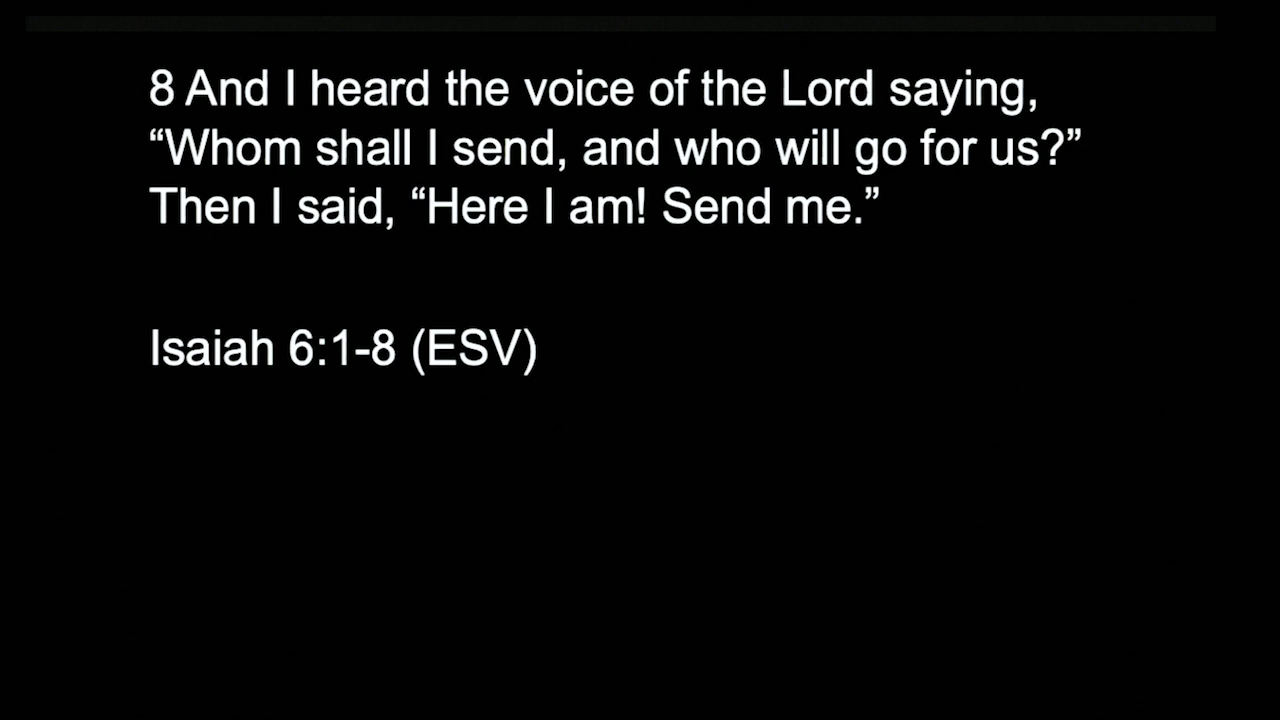 8 And I heard the voice of the Lord saying,
“Whom shall I send, and who will go for us?”
Then I said, “Here I am! Send me.”
Isaiah 6:1-8 (ESV)